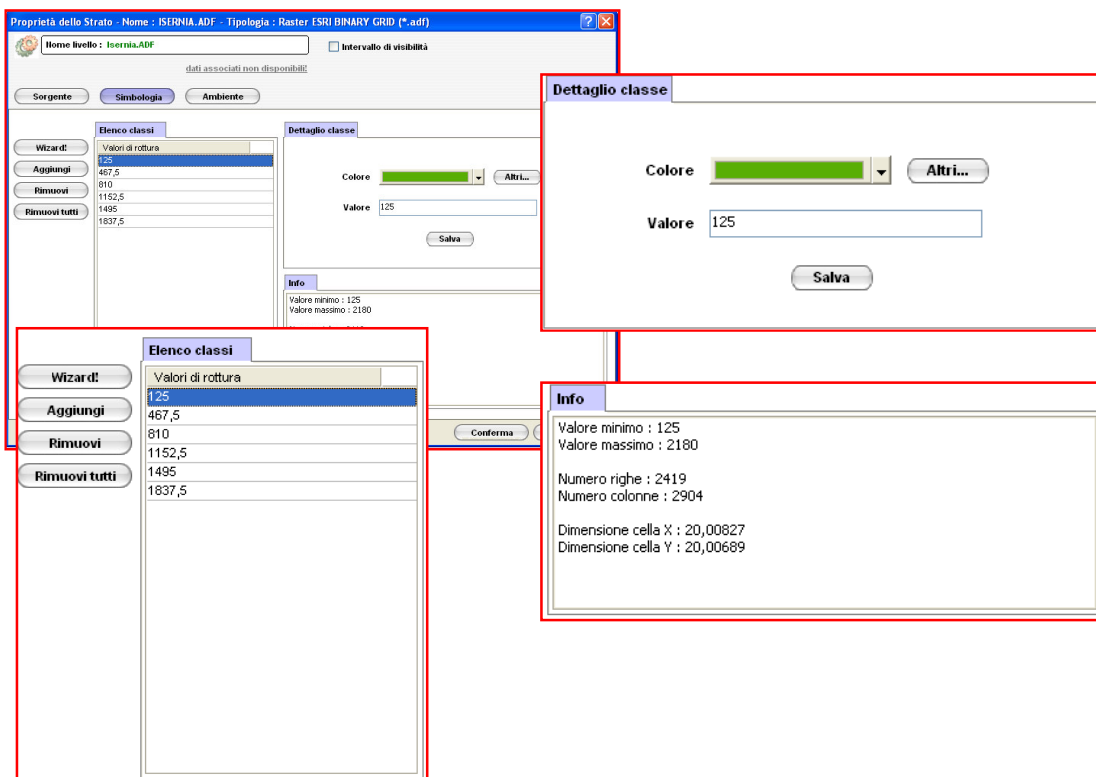 Proprietà dello Strato - Nome : ISERNIA.ADF - Tipologia : Raster ESRI BINARY GRID (*.adf)
Nome livello : Isernia.ADF
Intervallo di visibilità
dati associati non disponibili!
Sorgente
Simbologia
Ambiente
Wizard!
Aggiungi
Rimuovi
Rimuovi tutti
Elenco classi
Valori di rottura
125
467,5
810
1152,5
1495
1837,5
Dettaglio classe
Colore
Altri...
Valore
125
Salva
Info
Valore minimo : 125
Valore massimo : 2180
Conferma
Dettaglio classe
Colore
Altri...
Valore
125
Salva
Wizard!
Aggiungi
Rimuovi
Rimuovi tutti
Elenco classi
Valori di rottura
125
467,5
810
1152,5
1495
1837,5
Info
Valore minimo : 125
Valore massimo : 2180
Numero righe : 2419
Numero colonne : 2904
Dimensione cella X : 20,00827
Dimensione cella Y : 20,00689